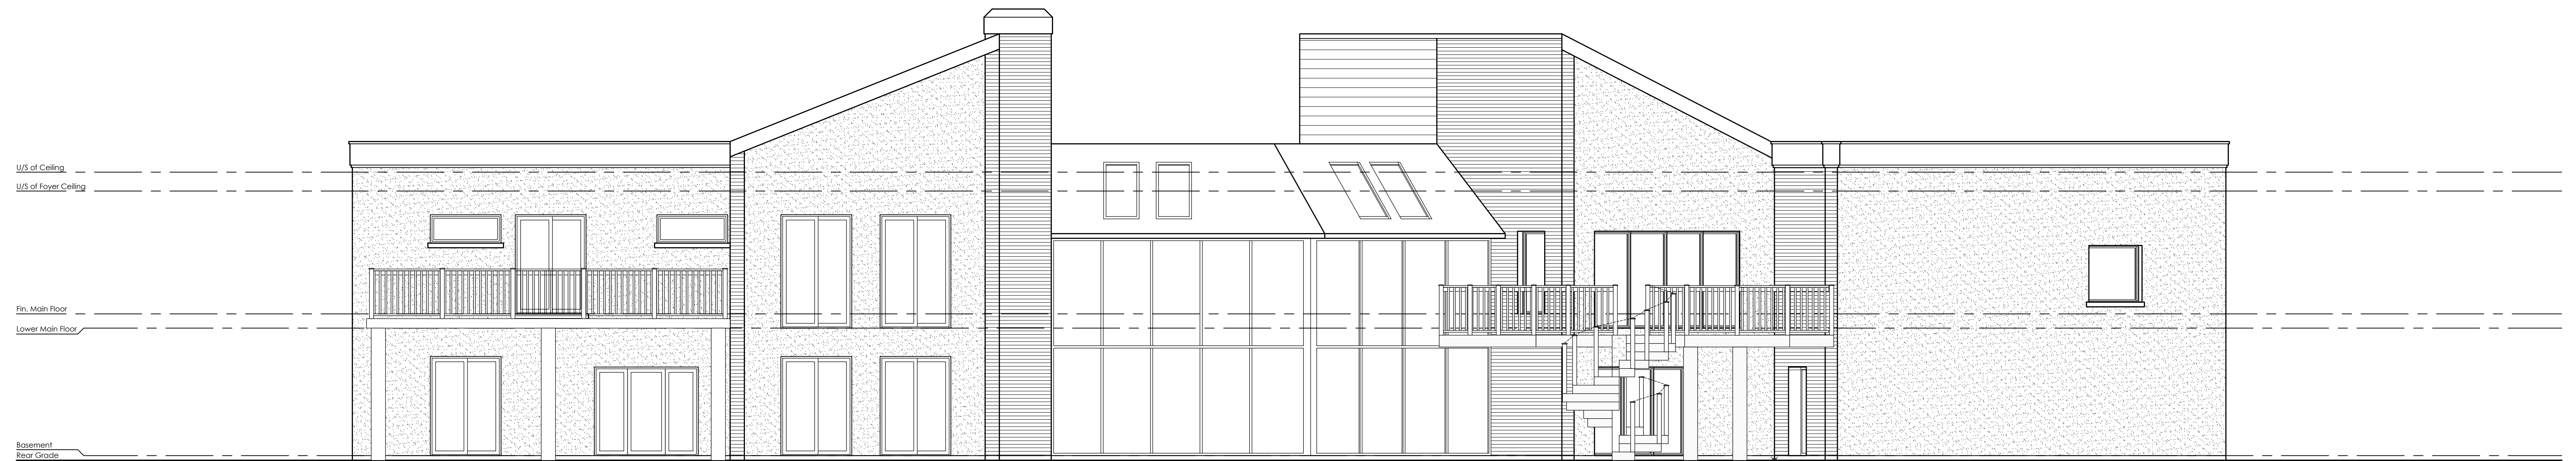 U/S of Ceiling
U/S of Foyer Ceiling
Fin. Main Floor
Lower Main Floor
Basement
Rear Grade